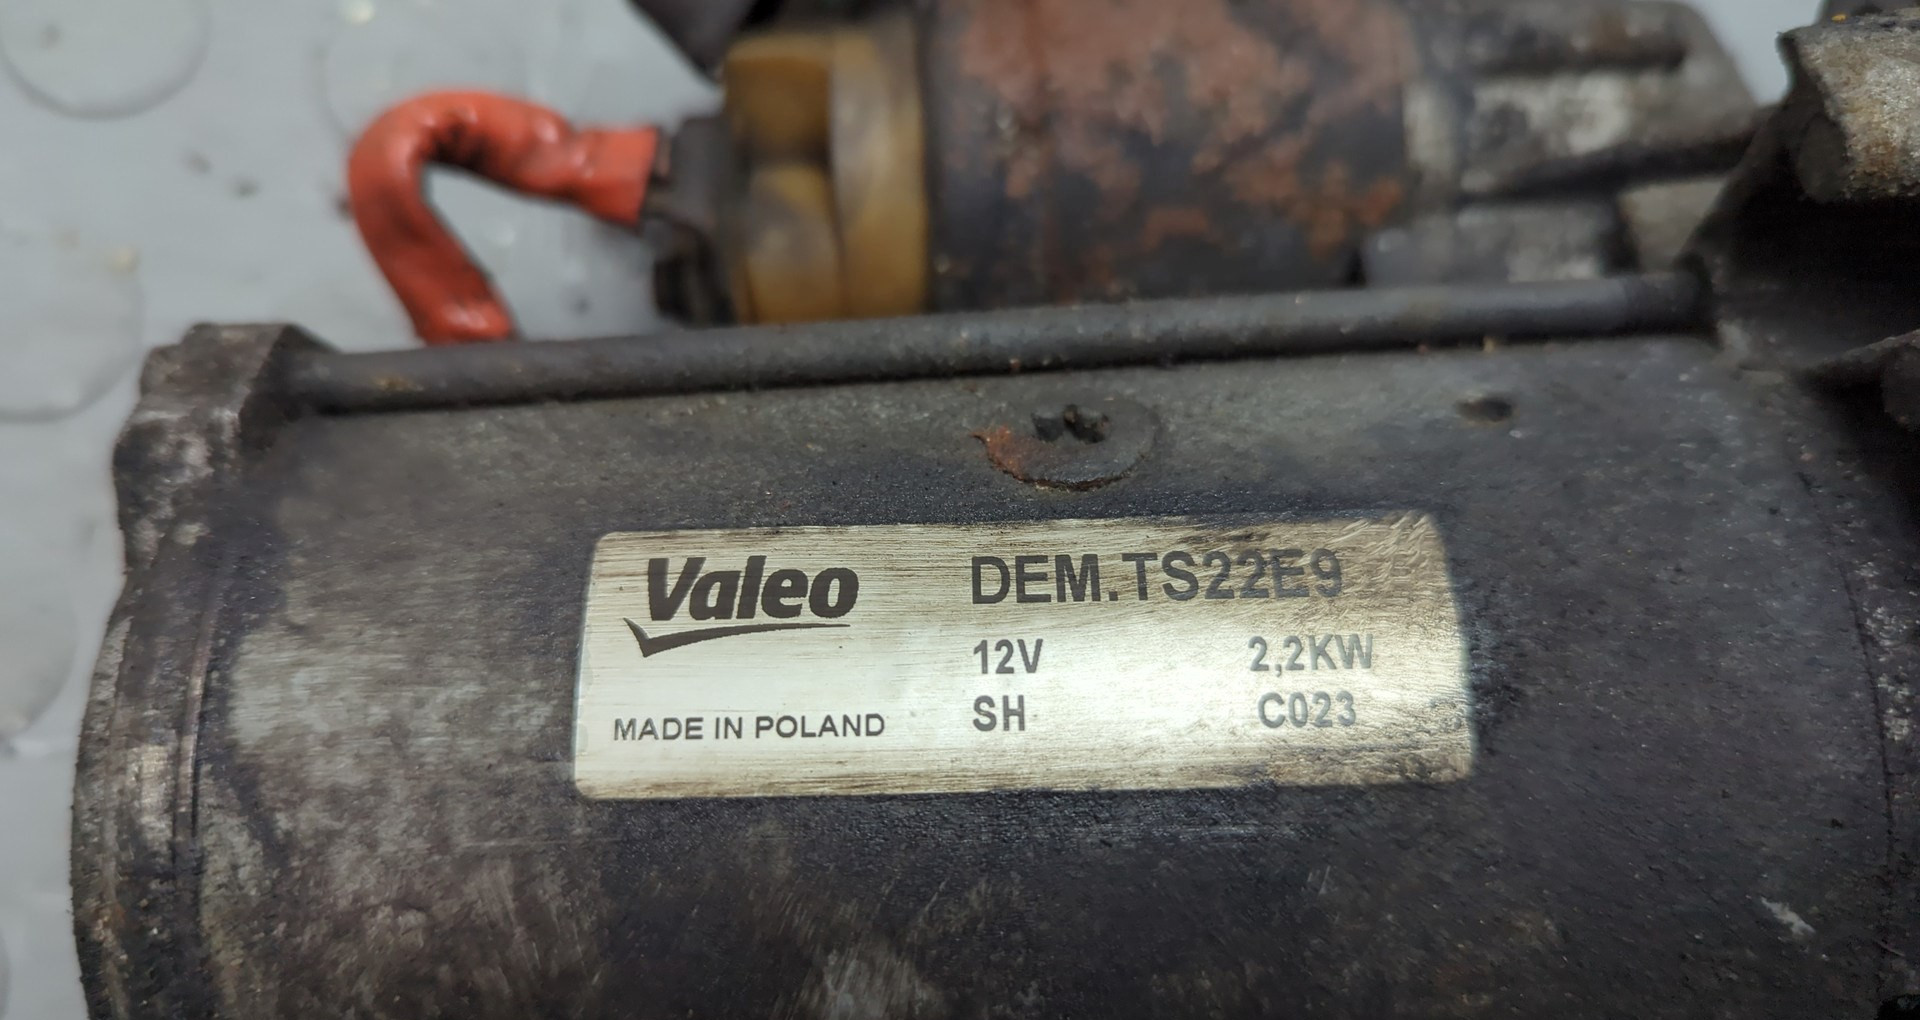 Valeo DEM.TS22E9
12V 2,2KW
MADE IN POLAND SH C023